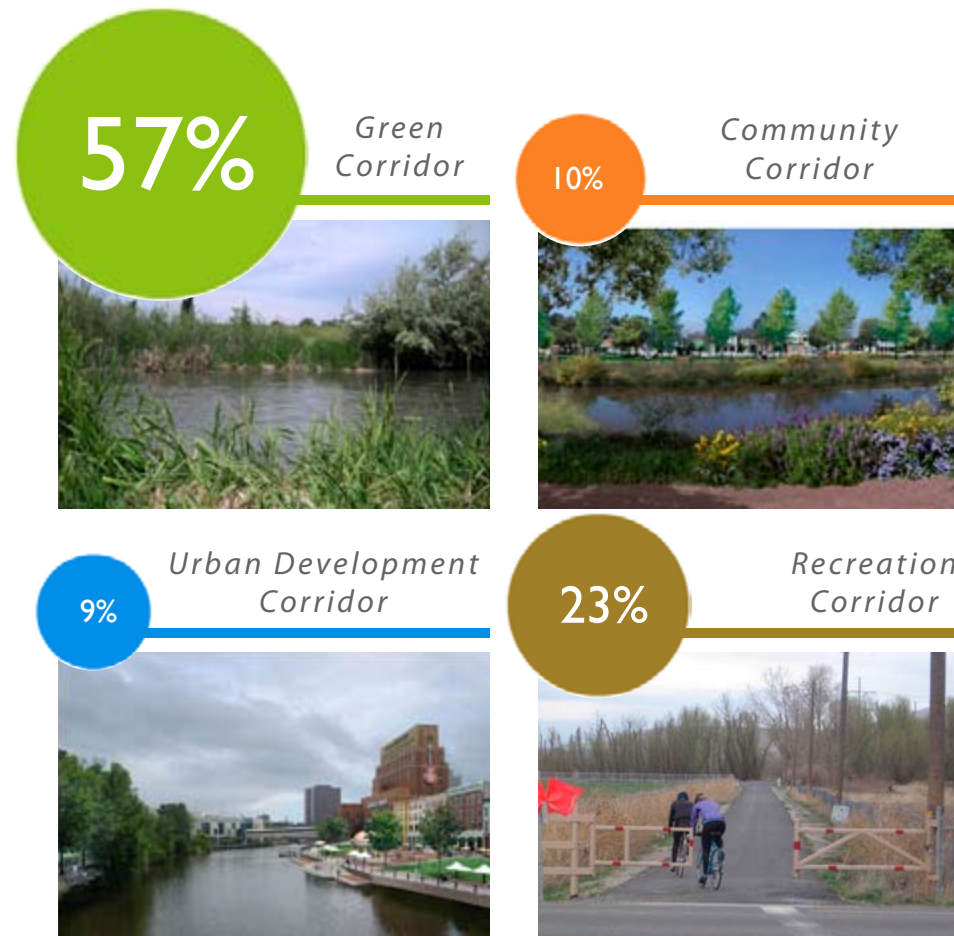 57%
Green
Corridor
10%
Community
Corridor
9%
Urban Development
Corridor
23%
Recreation
Corridor